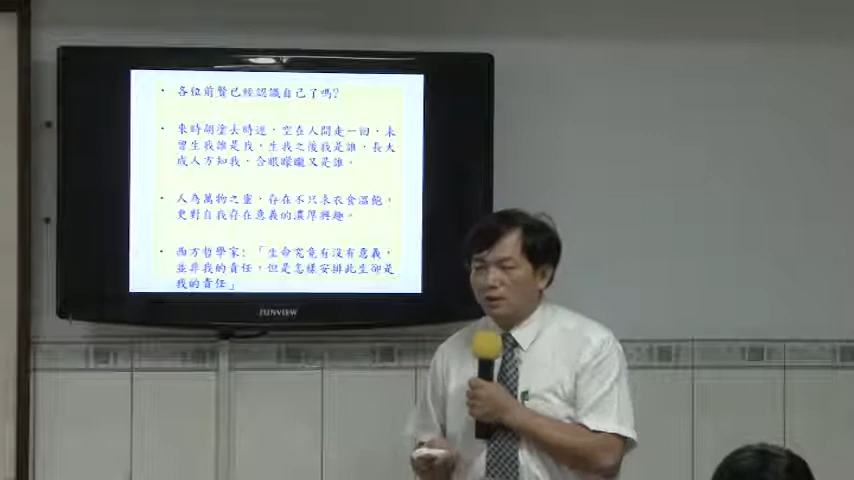 • 各位前賢已經認識自己了嗎?
• 來時胡塗去時迷，空在人間走一回，未
曾生我誰是我，生我之後我是誰，長大
成人方知我，合眼矇矓又是誰。
• 人為萬物之靈，存在不只求衣食溫飽，
更對自我存在意義的濃厚興趣。
• 西方哲學家：「生命究竟有沒有意義，
並非我的責任，但是怎樣安排此生卻是
我的責任」
SUNVIEW